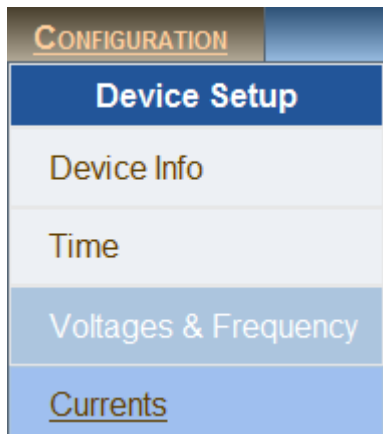 CONFIGURATION
Device Setup
Device Info
Time
Voltages & Frequency
Currents